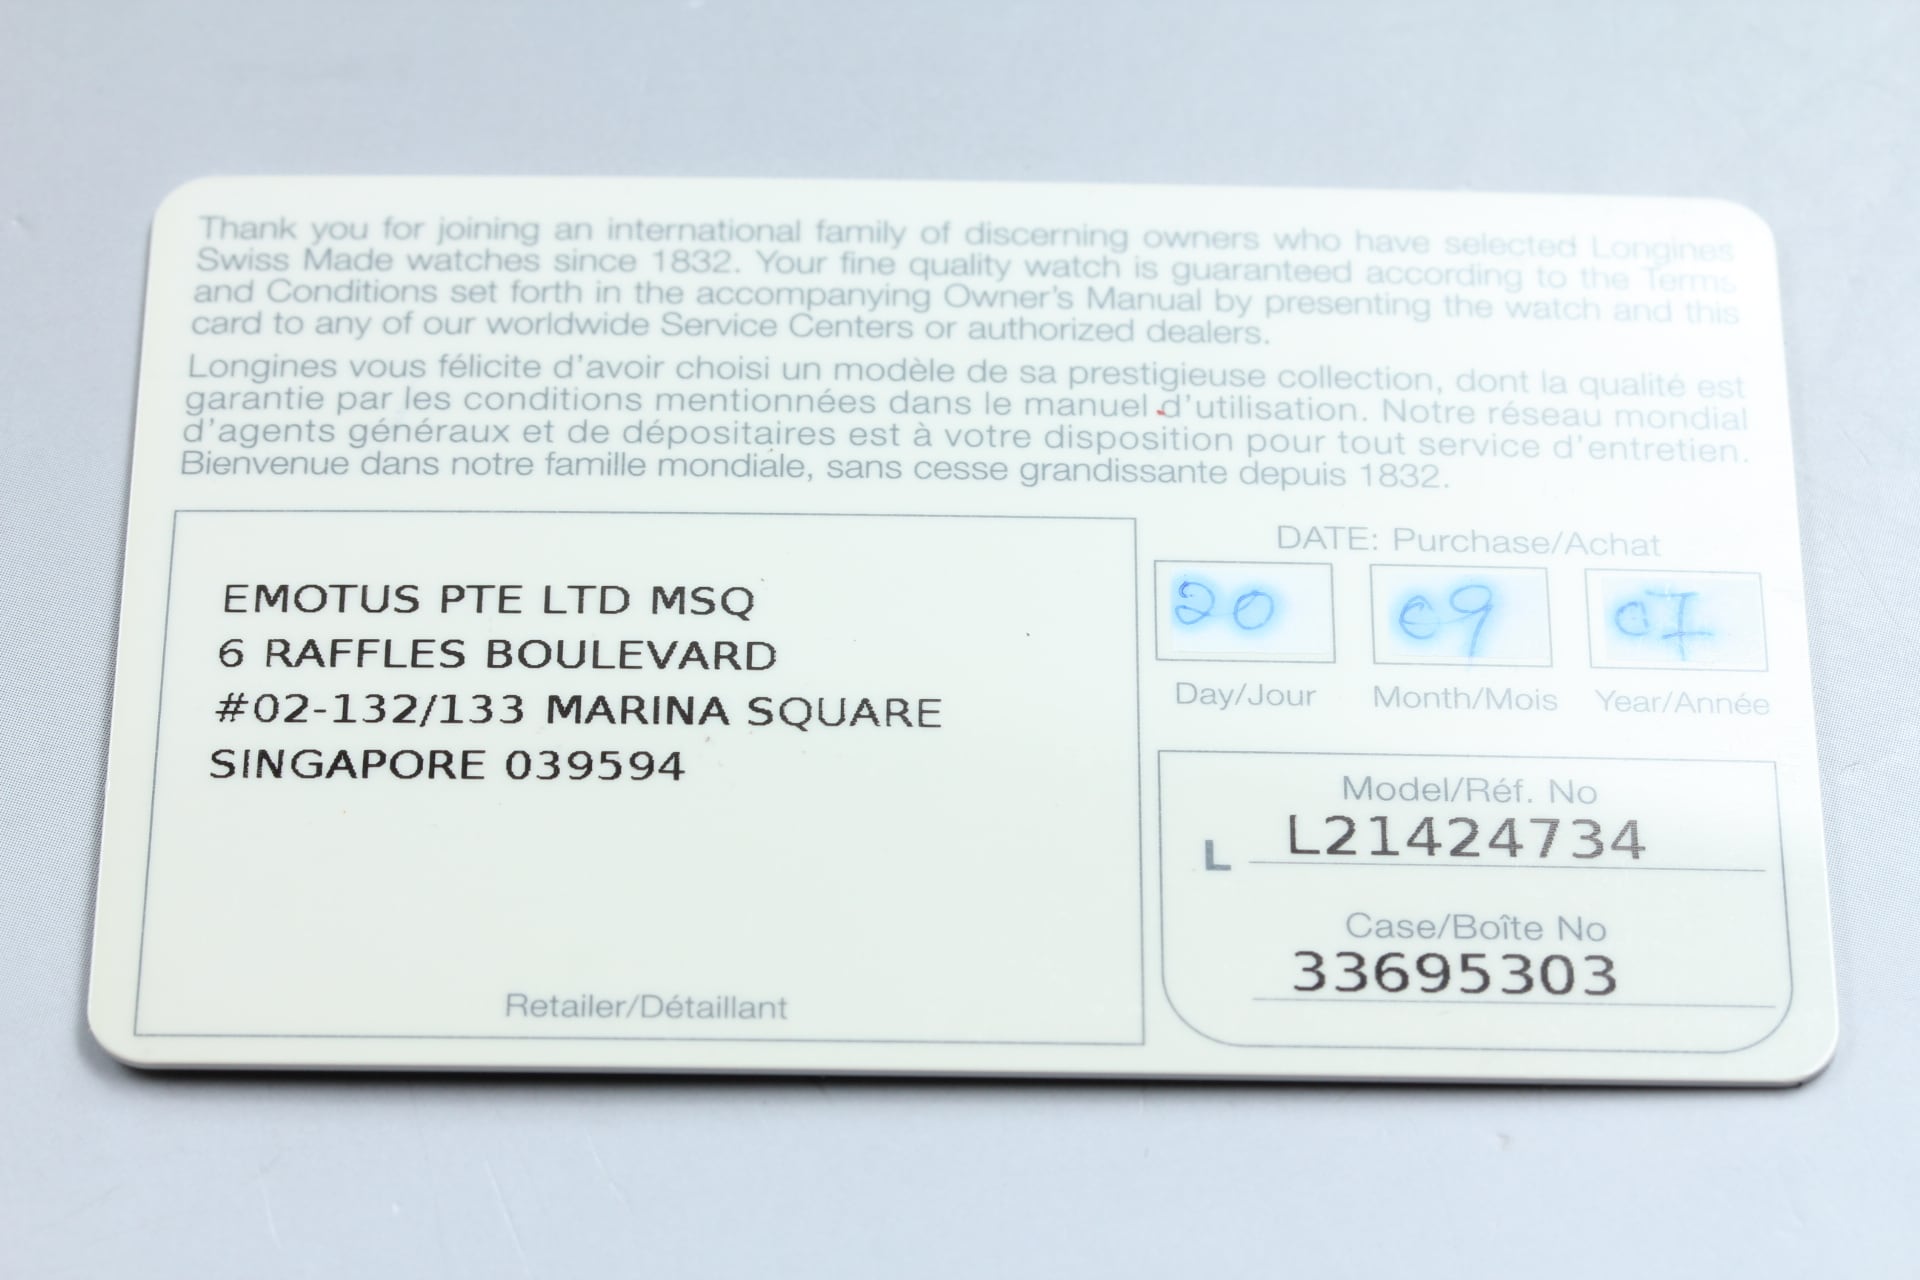 Thank you for joining an international family of discerning owners who have selected Longines
Swiss Made watches since 1832. Your fine quality watch is guaranteed according to the Terms
and Conditions set forth in the accompanying Owner's Manual by presenting the watch and this
card to any of our worldwide Service Centers or authorized dealers.
Longines vous félicite d'avoir choisi un modèle de sa prestigieuse collection, dont la qualité est
garantie par les conditions mentionnées dans le manuel d'utilisation. Notre réseau mondial
d'agents généraux et de dépositaires est à votre disposition pour tout service d'entretien.
Bienvenue dans notre famille mondiale, sans cesse grandissante depuis 1832.
EMOTUS PTE LTD MSQ
6 RAFFLES BOULEVARD
#02-132/133 MARINA SQUARE
SINGAPORE 039594
Retailer/Détaillant
DATE: Purchase/Achat
20 09 07
Day/Jour Month/Mois Year/Année
Model/Réf. No
L L21424734
Case/Boîte No
33695303